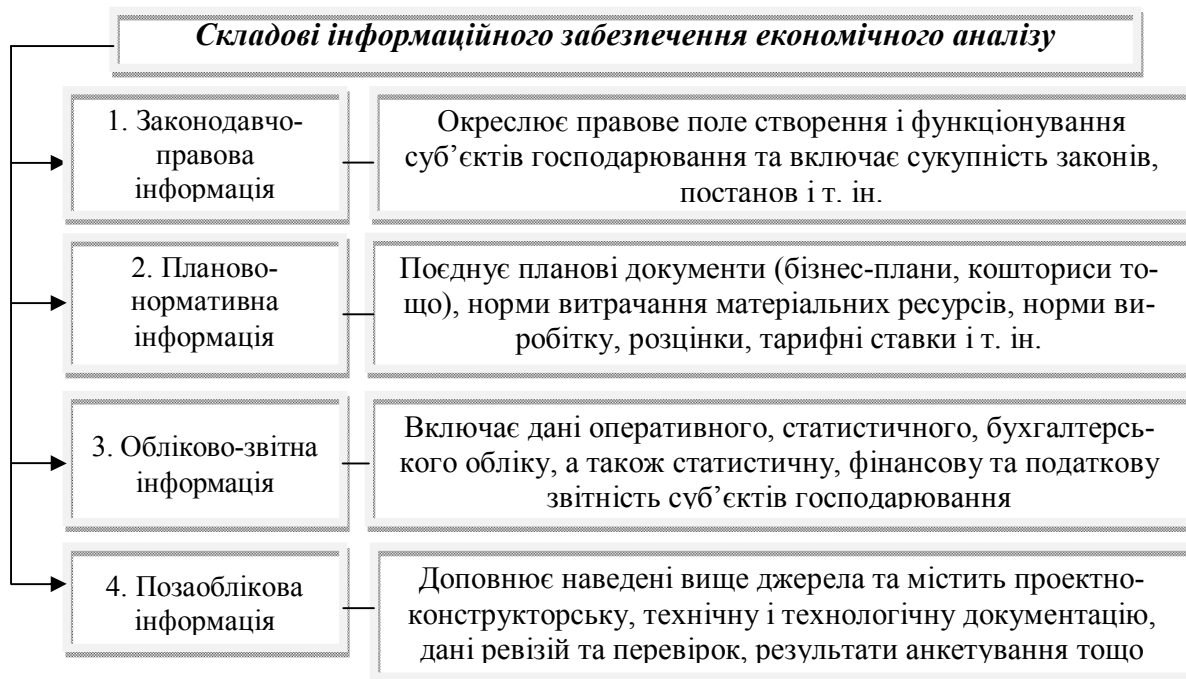 Складові інформаційного забезпечення економічного аналізу
1. Законодавчо-
правова
інформація
Окреслює правове поле створення і функціонування
суб’єктів господарювання та включає сукупність законів,
постанов і т. ін.
2. Планово-
нормативна
інформація
Поєднує планові документи (бізнес-плани, кошториси то-
що), норми витрачання матеріальних ресурсів, норми ви-
робітку, розцінки, тарифні ставки і т. ін.
3. Обліково-звітна
інформація
Включає дані оперативного, статистичного, бухгалтерсь-
кого обліку, а також статистичну, фінансову та податкову
звітність суб’єктів господарювання
4. Позаоблікова
інформація
Доповнює наведені вище джерела та містить проектно-
конструкторську, технічну і технологічну документацію,
дані ревізій та перевірок, результати анкетування тощо